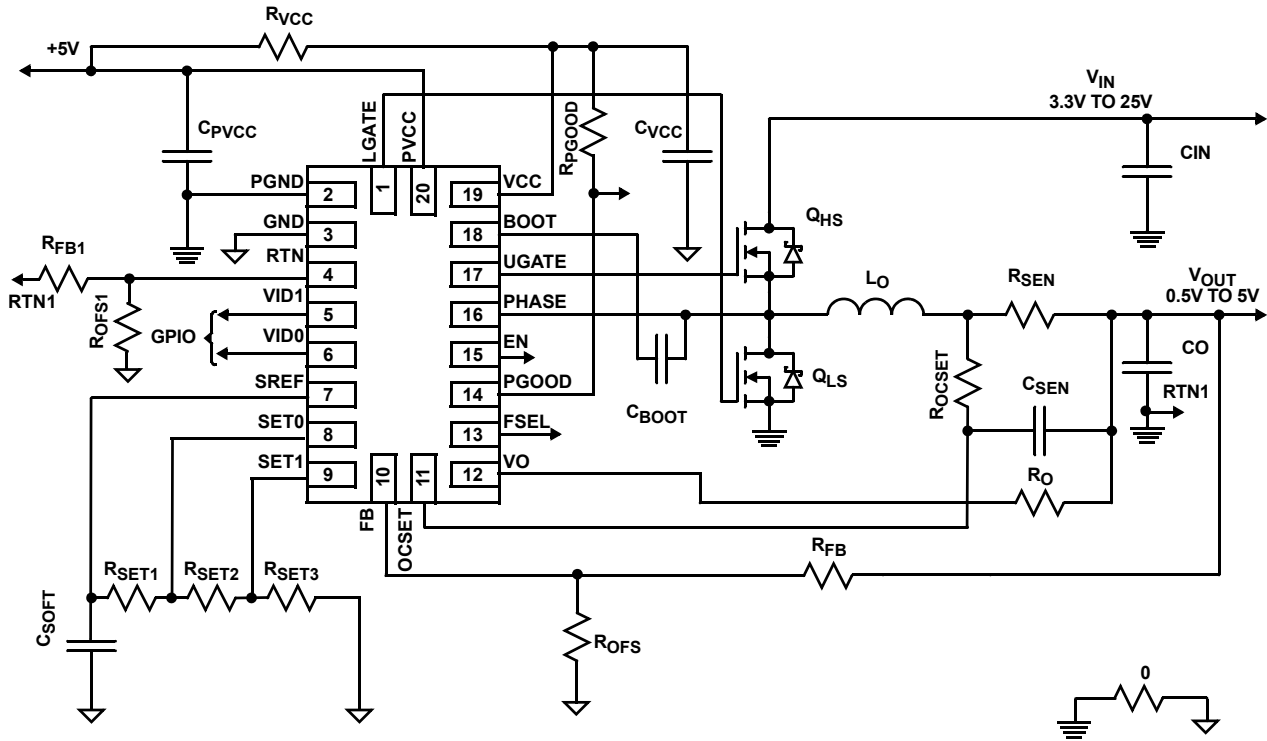 RVCC
+5V
VIN
3.3V TO 25V
LGATE
PVCC
CPVCC
RPGOOD
CVCC
CIN
1
20
PGND
2
19
VCC
GND
3
18
BOOT
QHS
RFB1
RTN
4
17
UGATE
RTN1
ROFS1
LO
RSEN
VOUT
0.5V TO 5V
VID1
5
16
PHASE
GPIO
VID0
6
15
EN
QLS
CO
SREF
7
14
PGOOD
ROCSET
CSEN
RTN1
CBOOT
SET0
8
13
FSEL
SET1
9
12
VO
10
11
RO
FB
OCSET
RFB
RSET1
RSET2
RSET3
CSOFT
ROFS
0